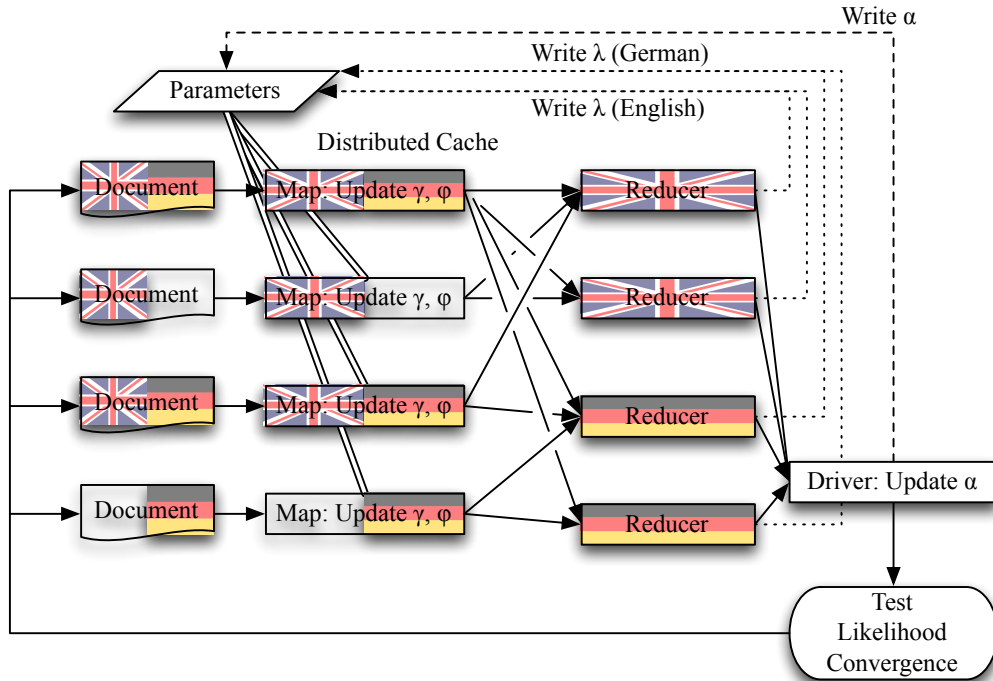 Write α
Write λ (German)
Parameters
Write λ (English)
Distributed Cache
Document
Map: Update γ, φ
Reducer
Document
Map: Update γ, φ
Reducer
Document
Map: Update γ, φ
Reducer
Document
Map: Update γ, φ
Reducer
Driver: Update α
Test
Likelihood
Convergence